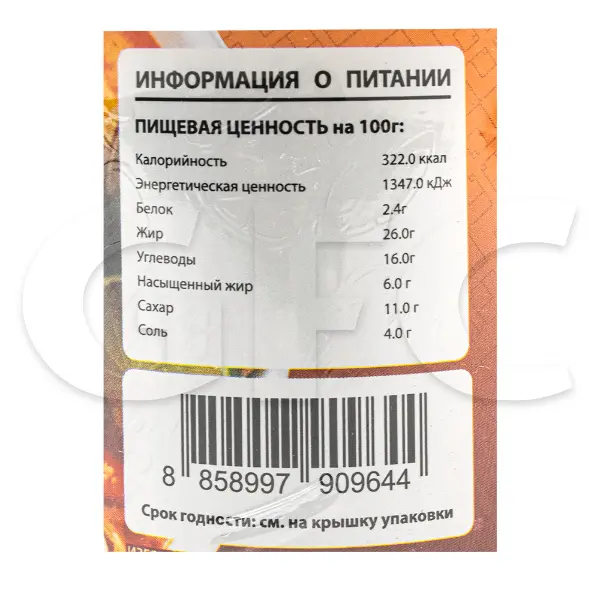 ИНФОРМАЦИЯ О ПИТАНИИ
ПИЩЕВАЯ ЦЕННОСТЬ на 100г:
Калорийность 322.0 ккал
Энергетическая ценность 1347.0 кДж
Белок 2.4г
Жир 26.0г
Углеводы 16.0г
Насыщенный жир 6.0 г
Сахар 11.0 г
Соль 4.0 г
GFC
8 858997 909644
Срок годности: см. на крышку упаковки